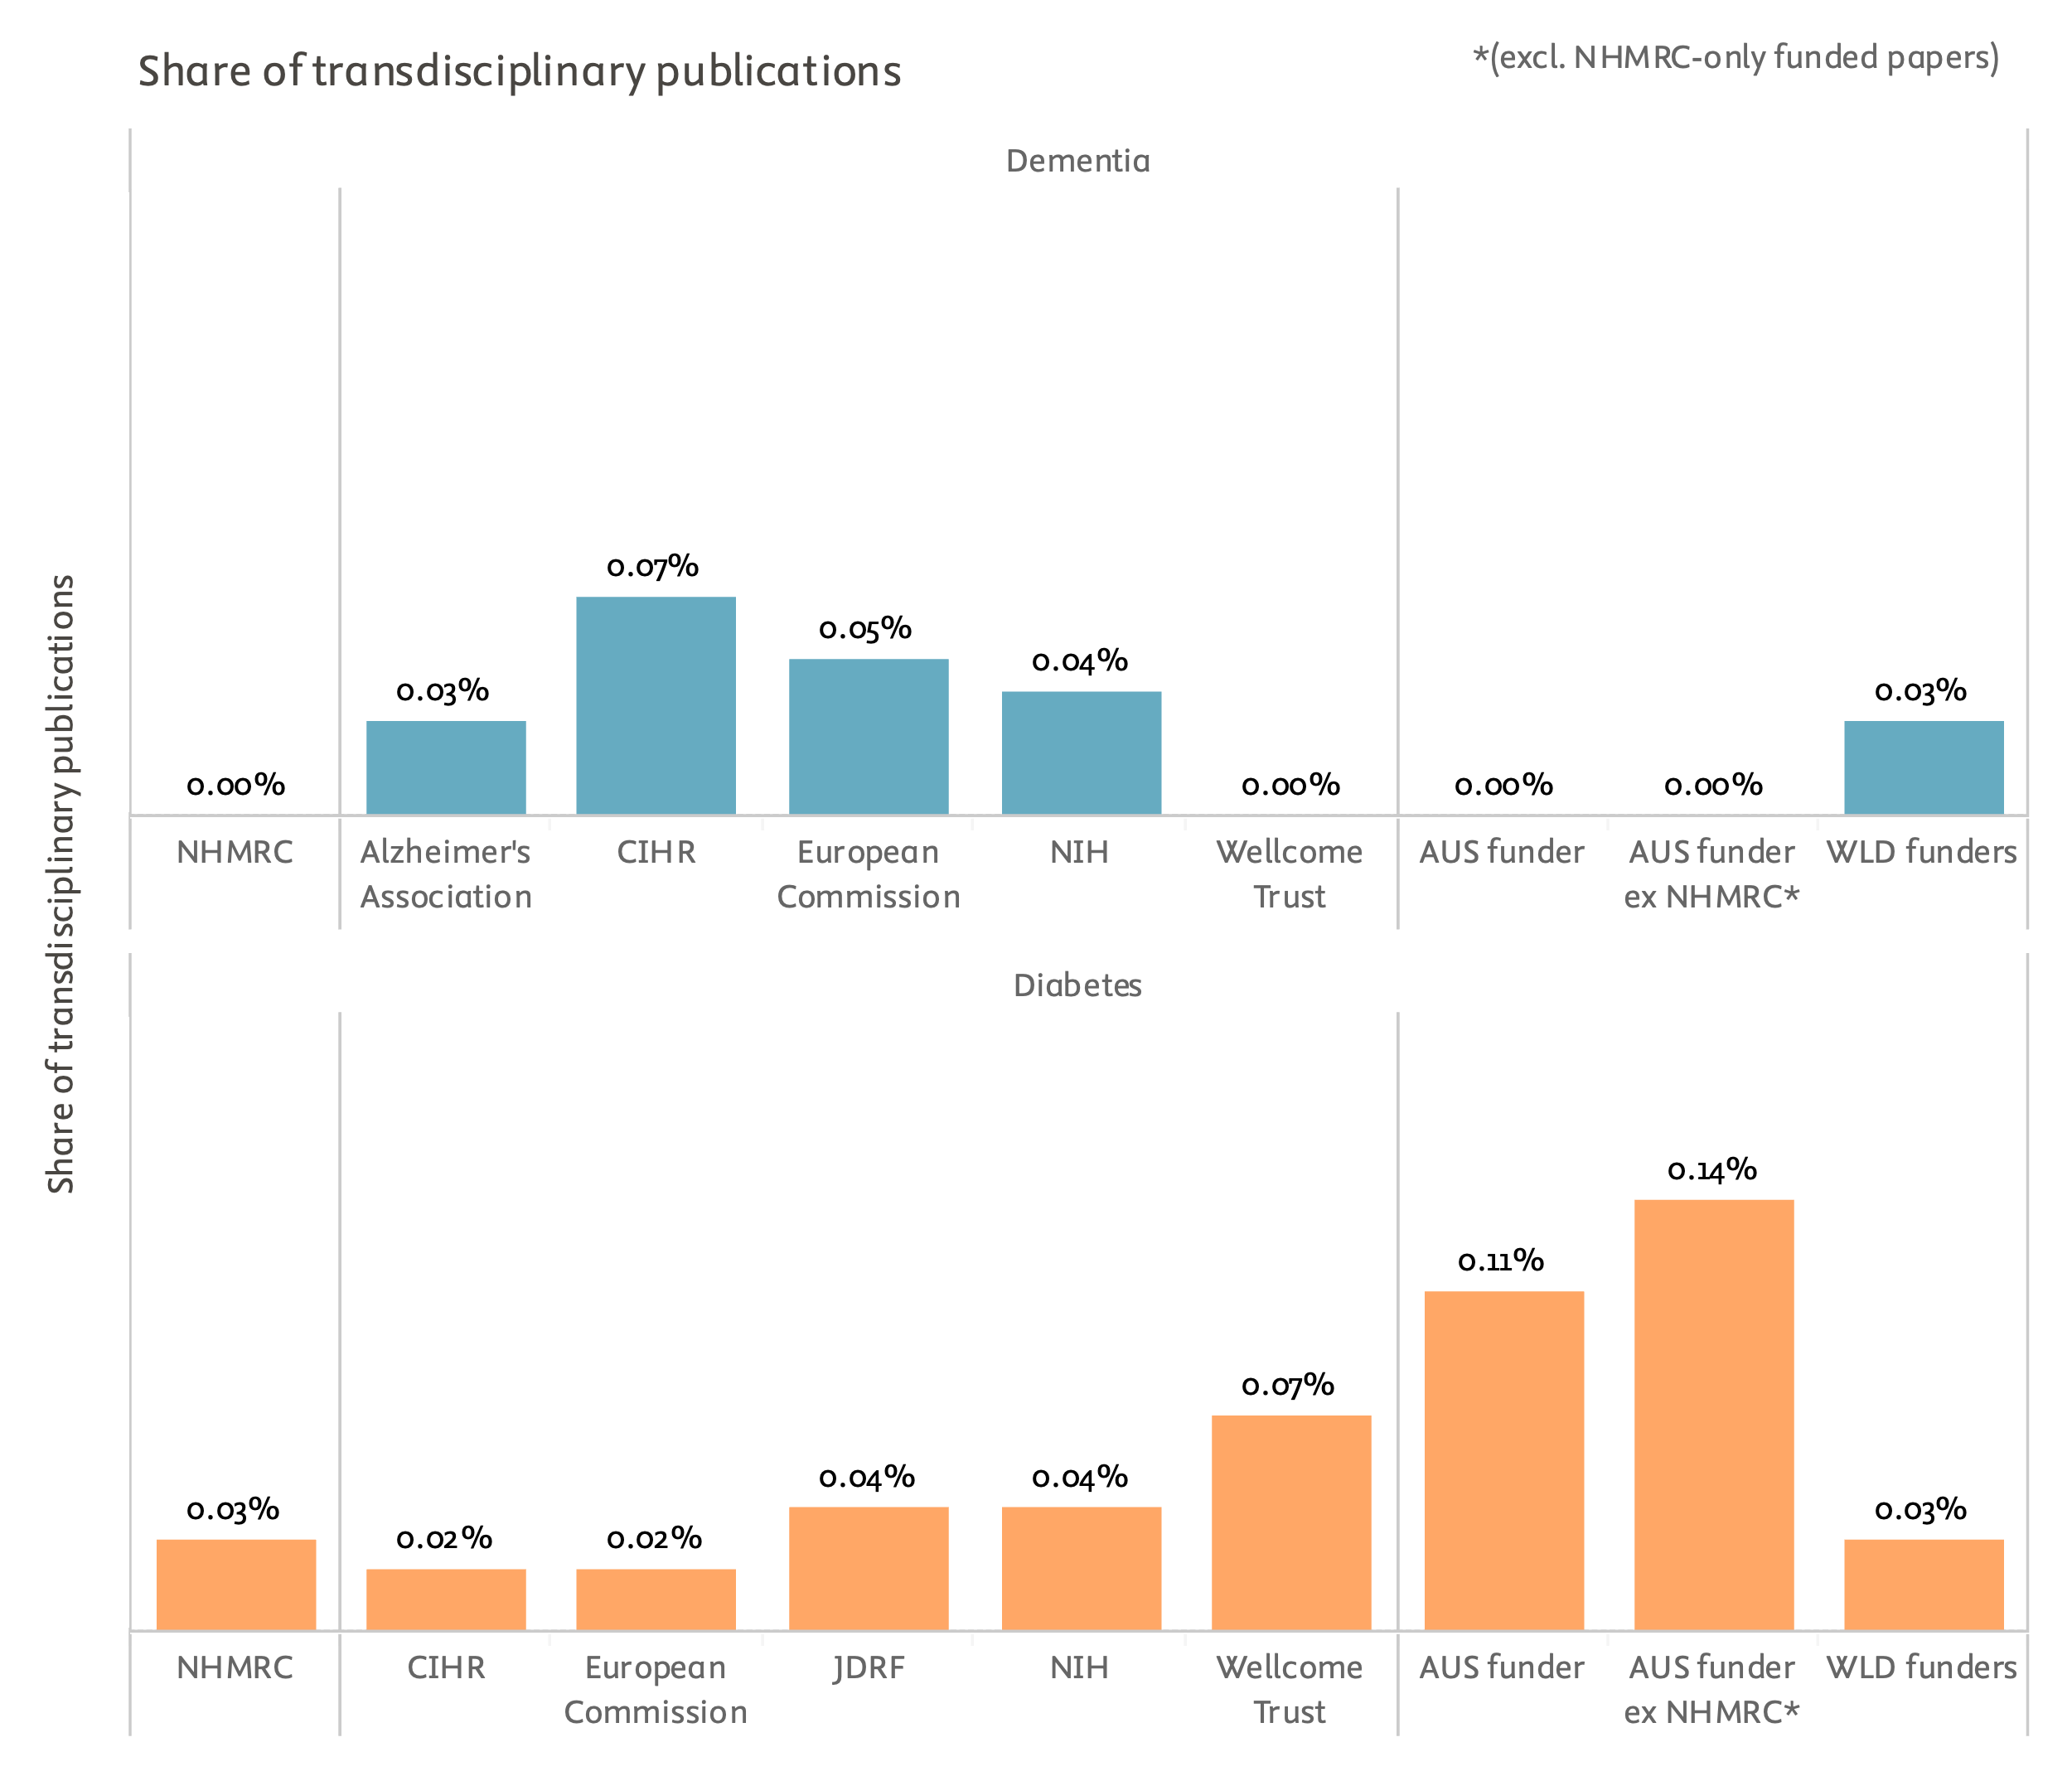 Share of transdisciplinary publications
*(excl. NHMRC-only funded papers)
Share of transdisciplinary publications
Dementia
0.00%
0.03%
0.07%
0.05%
0.04%
0.00%
0.00%
0.00%
0.03%
NHMRC
Alzheimer's
Association
CIHR
European
Commission
NIH
Wellcome
Trust
AUS funder
AUS funder
ex NHMRC*
WLD funders
Diabetes
0.03%
0.02%
0.02%
0.04%
0.04%
0.07%
0.11%
0.14%
0.03%
NHMRC
CIHR
European
Commission
JDRF
NIH
Wellcome
Trust
AUS funder
AUS funder
ex NHMRC*
WLD funders